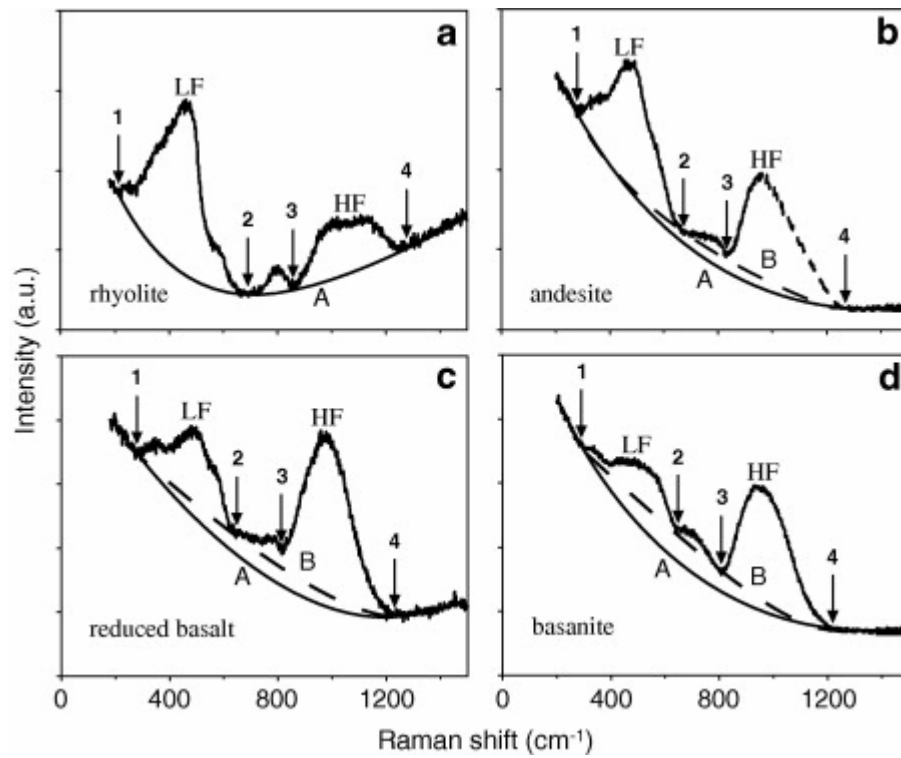 a
1
LF
2
3
HF
4
A
rhyolite
b
1
LF
2
3
HF
4
A
B
andesite
c
1
LF
2
3
HF
4
A
B
reduced basalt
d
1
LF
2
3
HF
4
A
B
basanite
Intensity (a.u.)
0 400 800 1200
0 400 800 1200
Raman shift (cm⁻¹)